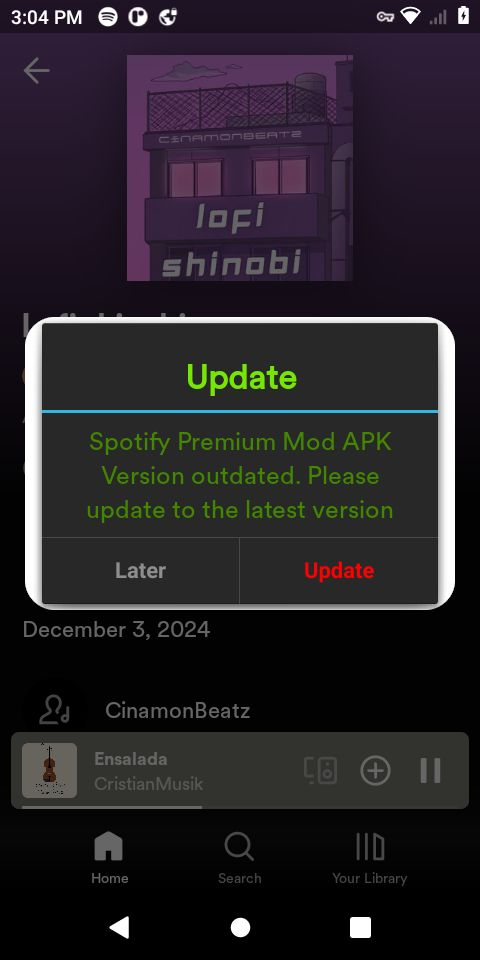 3:04 PM
CINAMONBEATZ
lofi
shinobi
Update
Spotify Premium Mod APK
Version outdated. Please
update to the latest version
Later
Update
December 3, 2024
CinamonBeatz
Ensalada
CristianMusik
Home
Search
Your Library